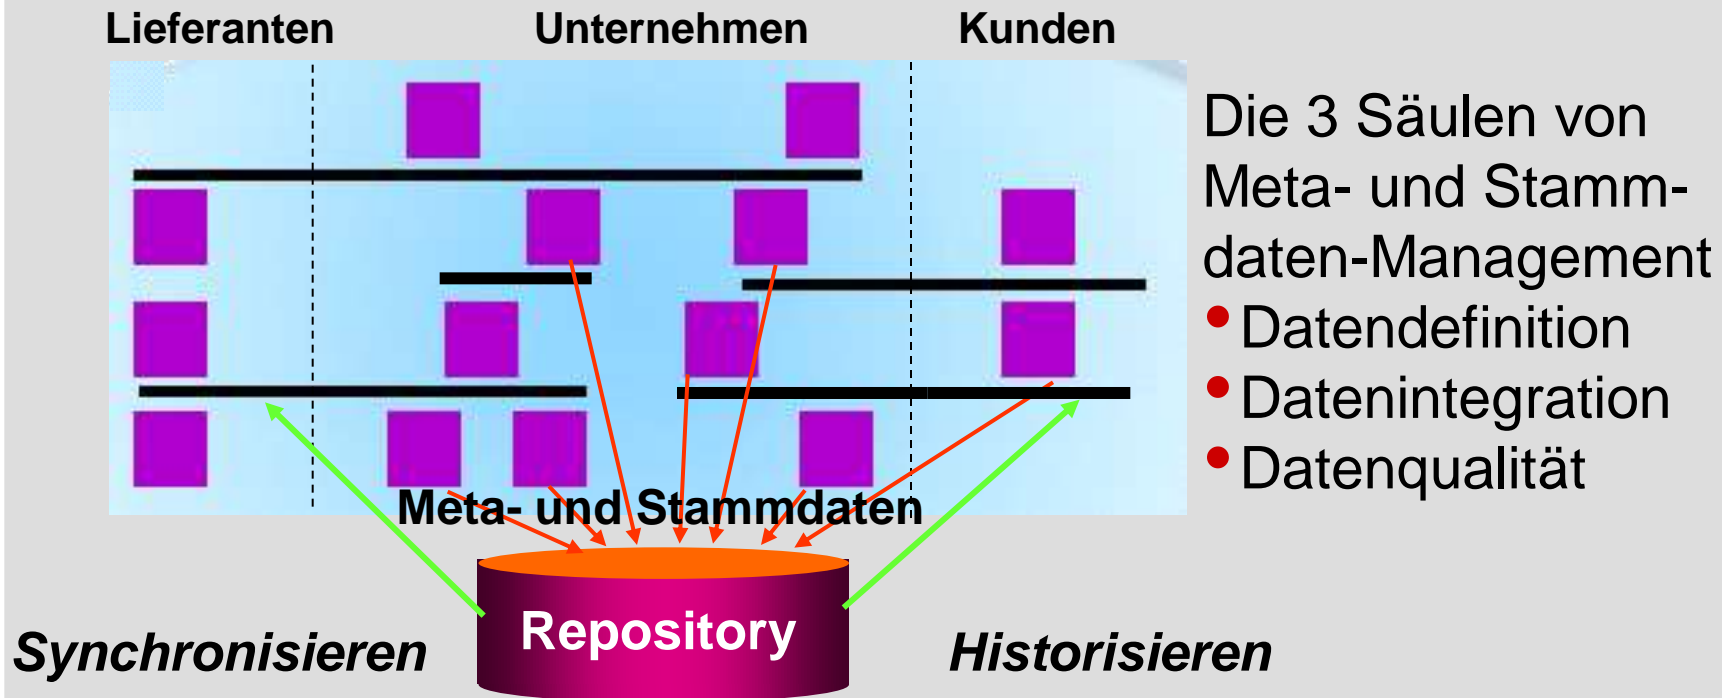 Lieferanten Unternehmen Kunden
Die 3 Säulen von
Meta- und Stamm-
daten-Management
• Datendefinition
• Datenintegration
• Datenqualität
Meta- und Stammdaten
Repository
Synchronisieren
Historisieren